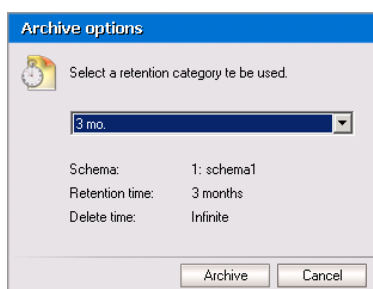 Archive options
Select a retention category te be used.
3 mo.
Schema: 1: schema1
Retention time: 3 months
Delete time: Infinite
Archive Cancel